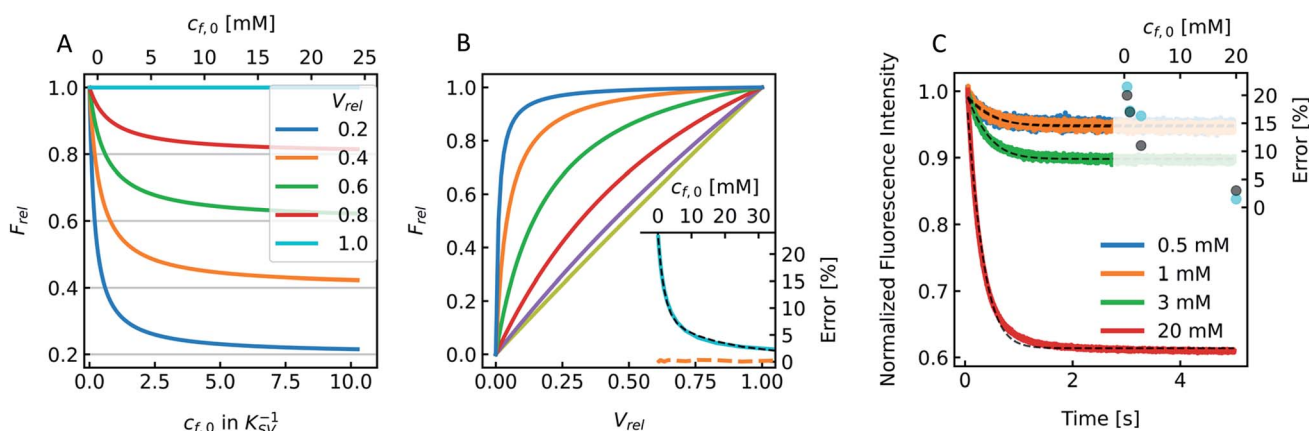 A
c_{f,0} [mM]
0 5 10 15 20 25
F_{rel}
1.0
0.8
0.6
0.4
0.2
V_{rel}
0.2
0.4
0.6
0.8
1.0
0.0 2.5 5.0 7.5 10.0
c_{f,0} in K_{SV}^{-1}
B
F_{rel}
1.0
0.8
0.6
0.4
0.2
0.0
c_{f,0} [mM]
0 10 20 30
20
15
10
5
0
Error [%]
0.00 0.25 0.50 0.75 1.00
V_{rel}
C
c_{f,0} [mM]
0 10 20
Normalized Fluorescence Intensity
1.0
0.9
0.8
0.7
0.6
20
15
10
5
0
Error [%]
0.5 mM
1 mM
3 mM
20 mM
0 2 4
Time [s]